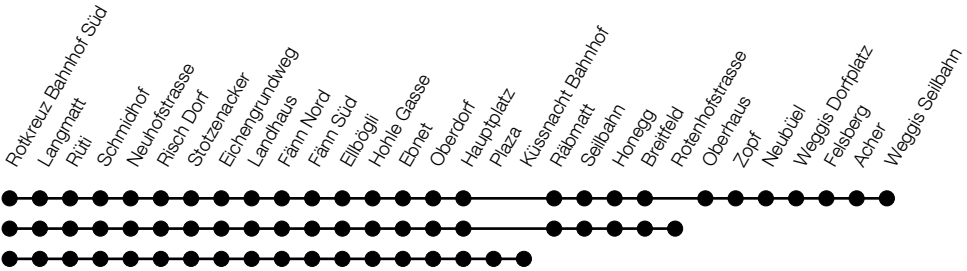 Rotkreuz Bahnhof Süd
Langmatt
Rüti
Schmidhof
Neuhofstrasse
Risch Dorf
Stotzenacker
Eichengrundweg
Landhaus
Fänn Nord
Fänn Süd
Ellbögli
Hohle Gasse
Ebnet
Oberdorf
Hauptplatz
Plaza
Küssnacht Bahnhof
Räbmatt
Seilbahn
Honegg
Breitfeld
Rotenhofstrasse
Oberhaus
Zopf
Neubüel
Weggis Dorfplatz
Felsberg
Acher
Weggis Seilbahn